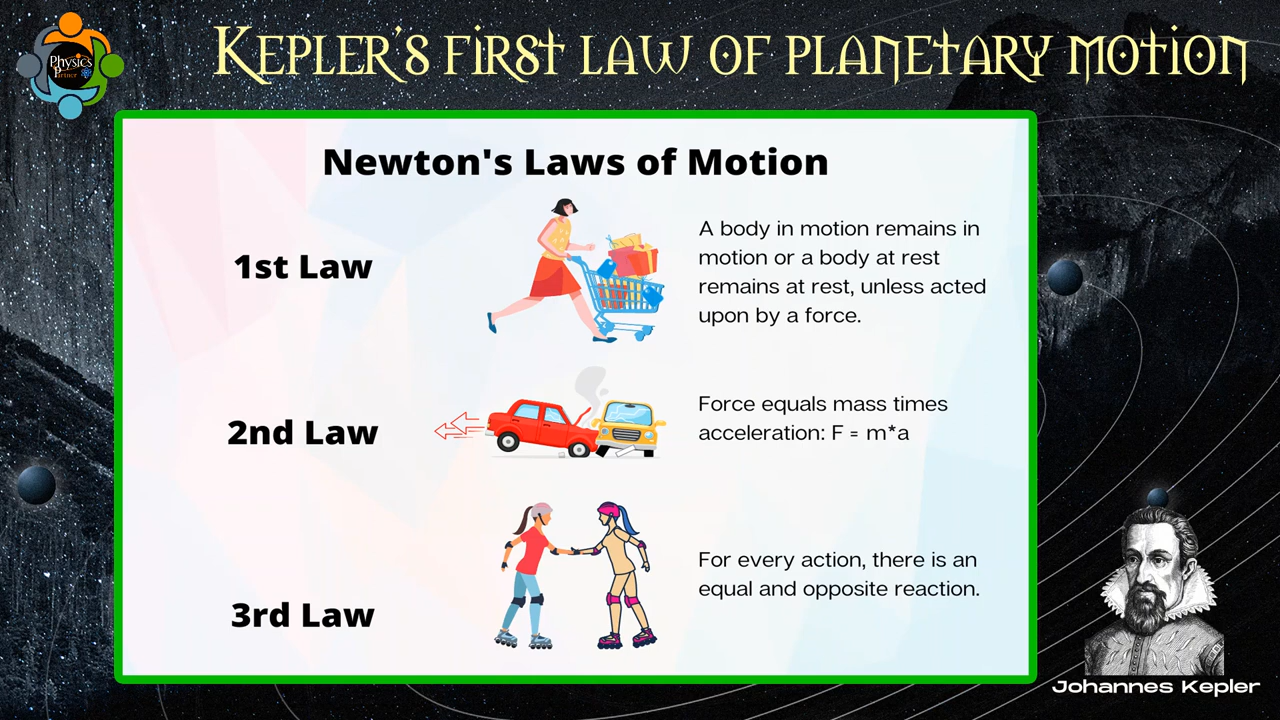 Physics
Partner
Kepler's first law of planetary motion
Newton's Laws of Motion
1st Law
A body in motion remains in
motion or a body at rest
remains at rest, unless acted
upon by a force.
2nd Law
Force equals mass times
acceleration: F = m*a
3rd Law
For every action, there is an
equal and opposite reaction.
Johannes Kepler